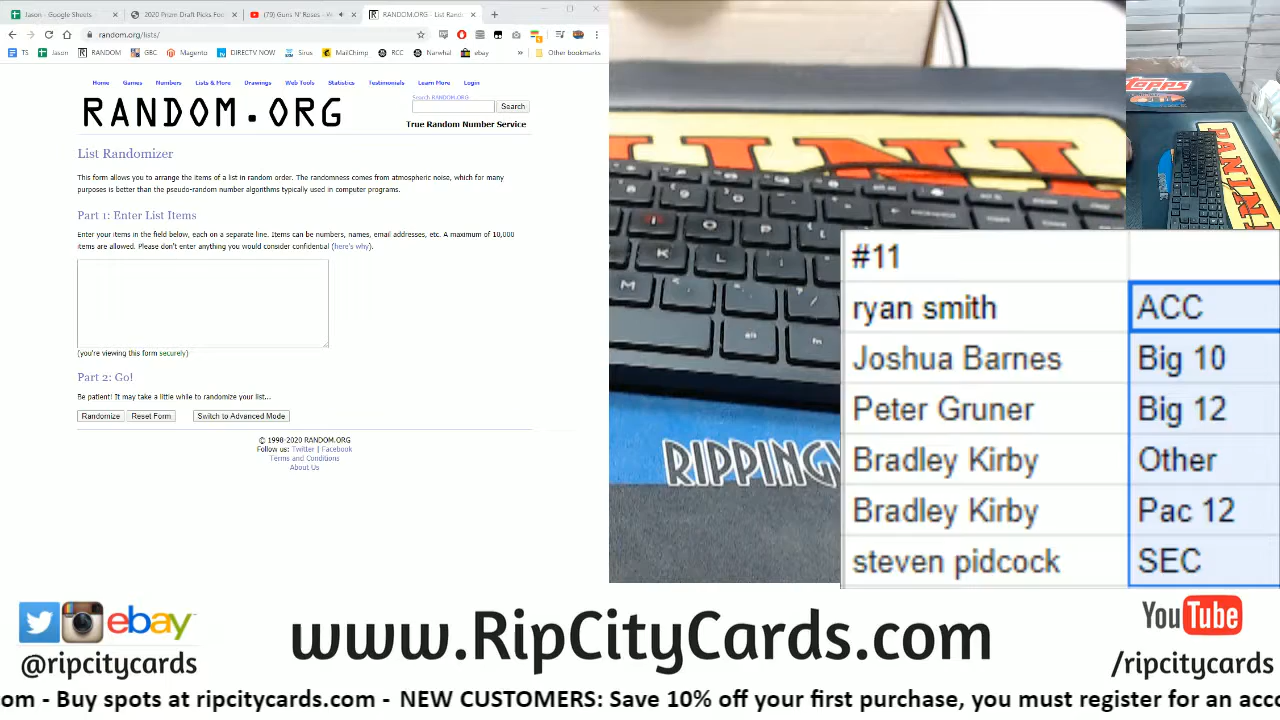 Jason - Google Sheets
2020 Prizm Draft Picks Foo
(79) Guns N' Roses - W
RANDOM.ORG - List Rand
random.org/lists/
TS Jason RANDOM GBC Magento DIRECTV NOW Sirus MailChimp RCC Narwhal ebay » Other bookmarks
Home Games Numbers Lists & More Drawings Web Tools Statistics Testimonials Learn More Login
RANDOM.ORG
Search RANDOM.ORG
Search
True Random Number Service
List Randomizer
This form allows you to arrange the items of a list in random order. The randomness comes from atmospheric noise, which for many
purposes is better than the pseudo-random number algorithms typically used in computer programs.
Part 1: Enter List Items
Enter your items in the field below, each on a separate line. Items can be numbers, names, email addresses, etc. A maximum of 10,000
items are allowed. Please don't enter anything you would consider confidential (here's why).
(you're viewing this form securely)
Part 2: Go!
Be patient! It may take a little while to randomize your list...
Randomize Reset Form Switch to Advanced Mode
© 1998-2020 RANDOM.ORG
Follow us: Twitter | Facebook
Terms and Conditions
About Us
topps
PANINI
RIPPING
#11
ryan smith ACC
Joshua Barnes Big 10
Peter Gruner Big 12
Bradley Kirby Other
Bradley Kirby Pac 12
steven pidcock SEC
ebay
@ripcitycards
www.RipCityCards.com
YouTube
/ripcitycards
om - Buy spots at ripcitycards.com - NEW CUSTOMERS: Save 10% off your first purchase, you must register for an acco